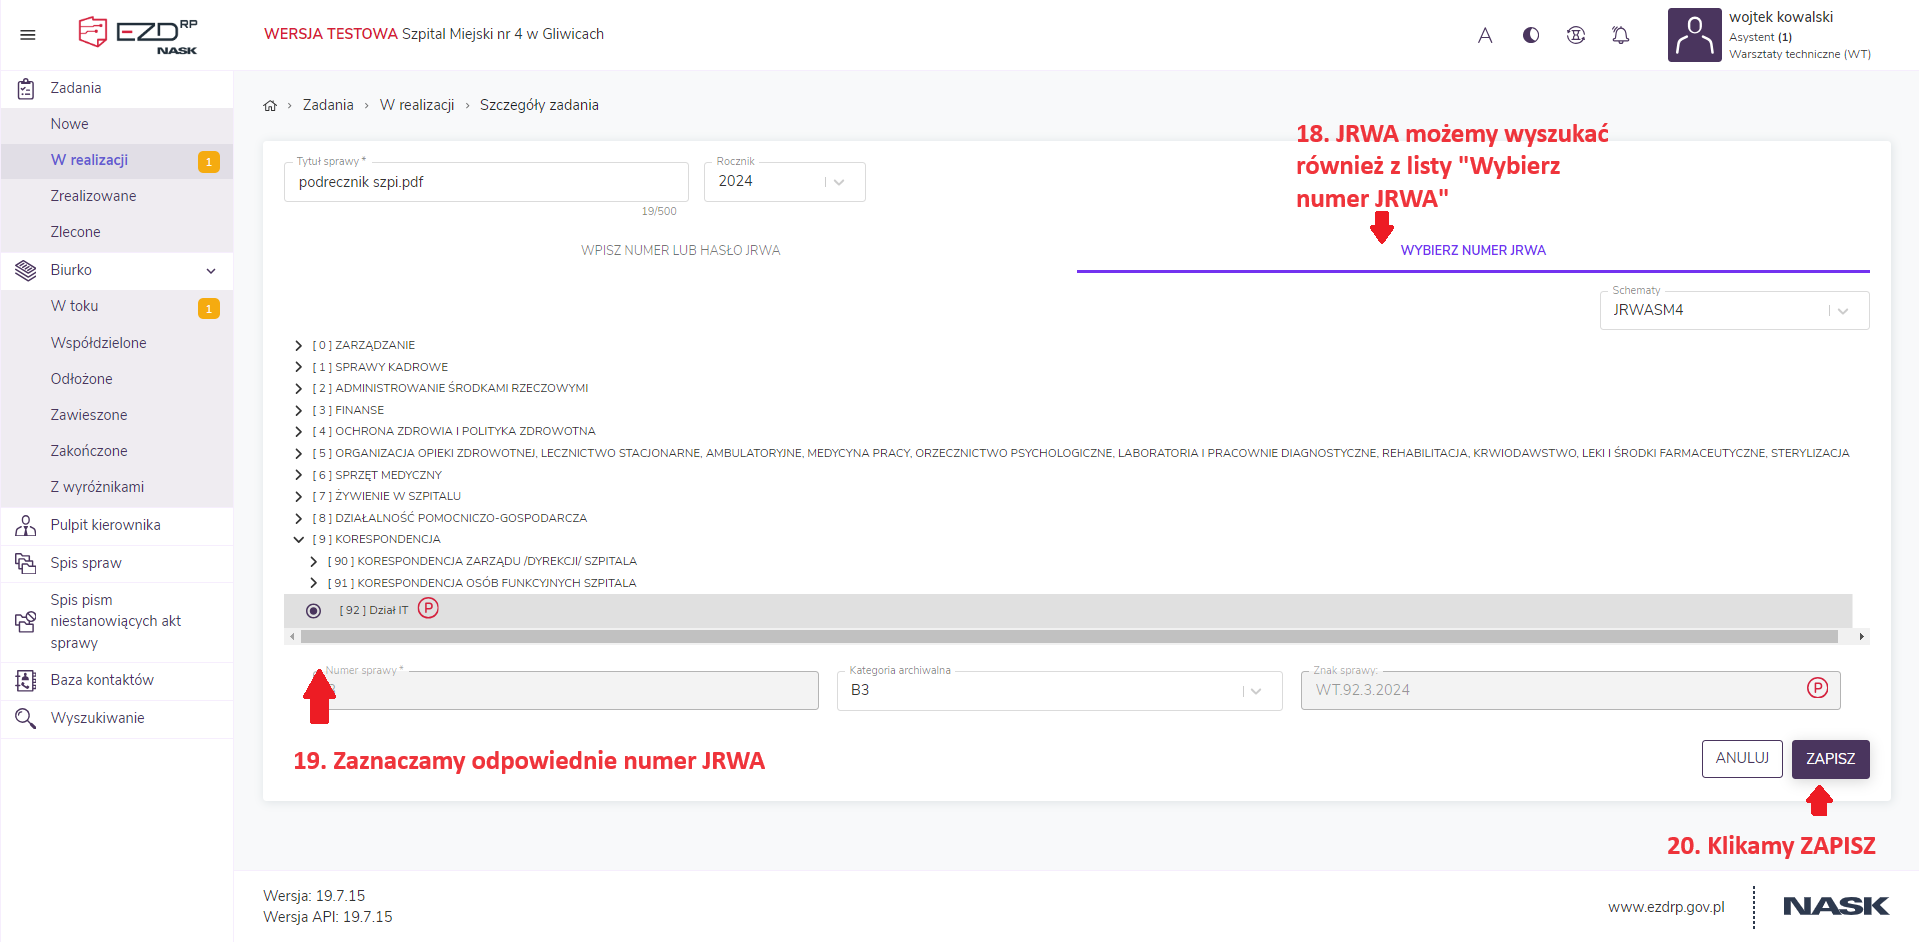 EZD RP
NASK
WERSJA TESTOWA Szpital Miejski nr 4 w Gliwicach
A
wojtek kowalski
Asystent (1)
Warsztaty techniczne (WT)
Zadania
Nowe
W realizacji 1
Zrealizowane
Zlecone
Biurko
W toku 1
Współdzielone
Odłożone
Zawieszone
Zakończone
Z wyróżnikami
Pulpit kierownika
Spis spraw
Spis pism
niestanowiących akt
sprawy
Baza kontaktów
Wyszukiwanie
Zadania › W realizacji › Szczegóły zadania
18. JRWA możemy wyszukać
również z listy "Wybierz
numer JRWA"
Tytuł sprawy *
podrecznik szpi.pdf
19/500
Rocznik
2024
WPISZ NUMER LUB HASŁO JRWA
WYBIERZ NUMER JRWA
Schematy
JRWASM4
[ 0 ] ZARZĄDZANIE
[ 1 ] SPRAWY KADROWE
[ 2 ] ADMINISTROWANIE ŚRODKAMI RZECZOWYMI
[ 3 ] FINANSE
[ 4 ] OCHRONA ZDROWIA I POLITYKA ZDROWOTNA
[ 5 ] ORGANIZACJA OPIEKI ZDROWOTNEJ, LECZNICTWO STACJONARNE, AMBULATORYJNE, MEDYCYNA PRACY, ORZECZNICTWO PSYCHOLOGICZNE, LABORATORIA I PRACOWNIE DIAGNOSTYCZNE, REHABILITACJA, KRWIODAWSTWO, LEKI I ŚRODKI FARMACEUTYCZNE, STERYLIZACJA
[ 6 ] SPRZĘT MEDYCZNY
[ 7 ] ŻYWIENIE W SZPITALU
[ 8 ] DZIAŁALNOŚĆ POMOCNICZO-GOSPODARCZA
[ 9 ] KORESPONDENCJA
[ 90 ] KORESPONDENCJA ZARZĄDU /DYREKCJI/ SZPITALA
[ 91 ] KORESPONDENCJA OSÓB FUNKCYJNYCH SZPITALA
[ 92 ] Dział IT P
Numer sprawy *
Kategoria archiwalna
B3
Znak sprawy:
WT.92.3.2024 P
19. Zaznaczamy odpowiednie numer JRWA
ANULUJ
ZAPISZ
20. Klikamy ZAPISZ
Wersja: 19.7.15
Wersja API: 19.7.15
www.ezdrp.gov.pl
NASK